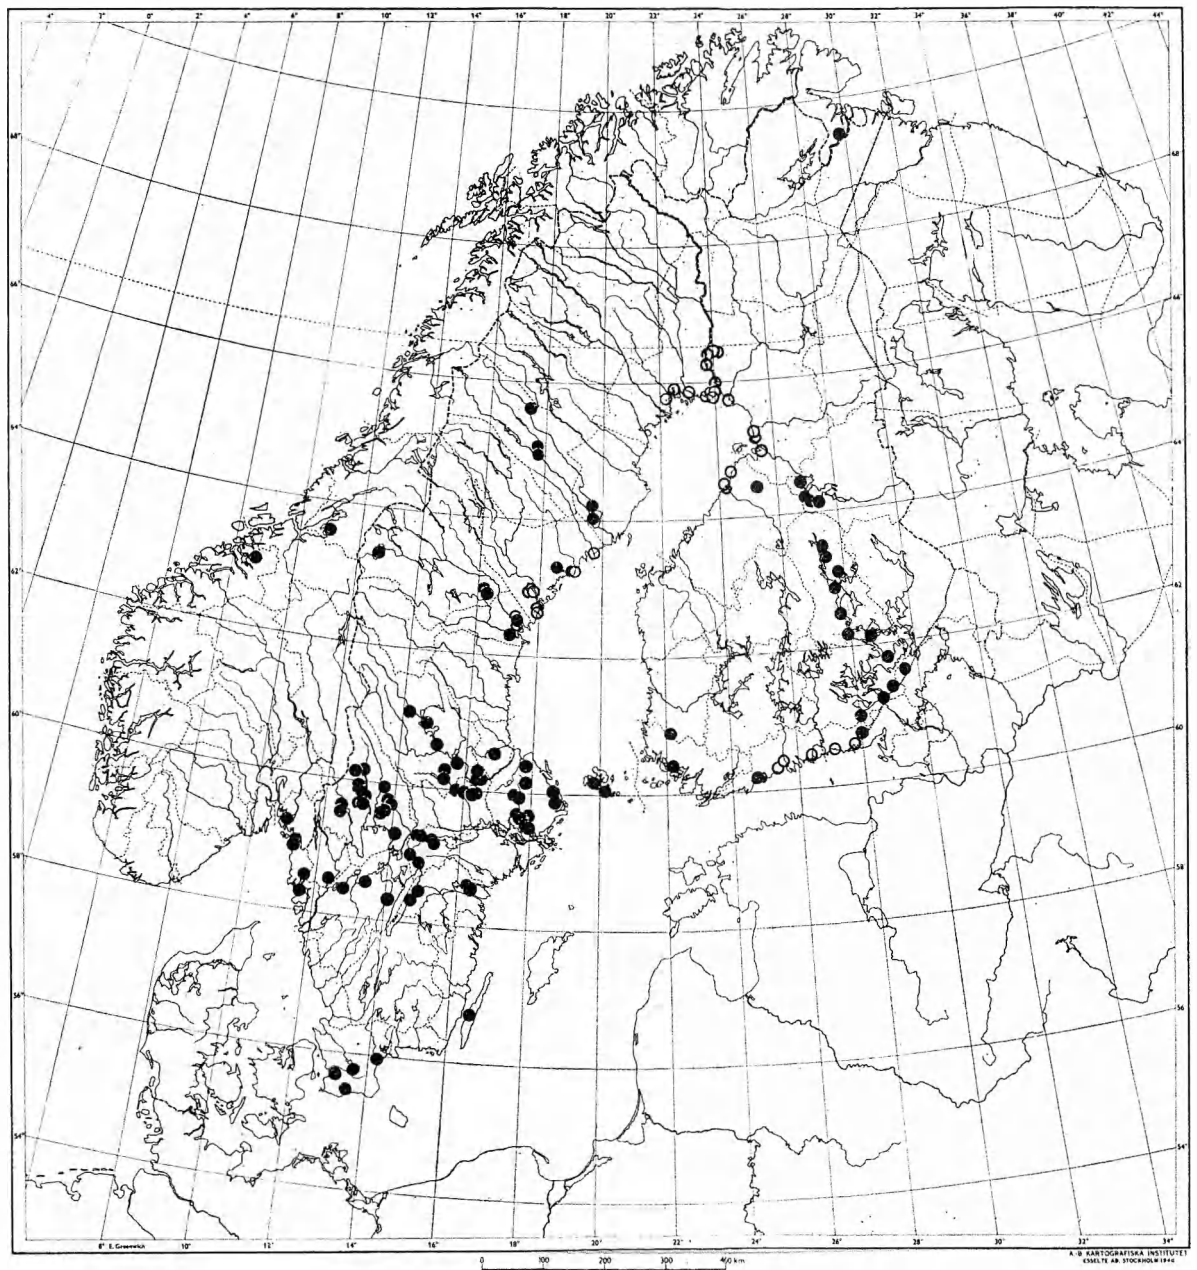 4° 2° 0° 2° 4° 6° 8° 10° 12° 14° 16° 18° 20° 22° 24° 26° 28° 30° 32° 34° 36° 38° 40° 42° 44°
68° 68
66° 66
64° 64
62° 62
60° 60
58° 58
56° 56
54° 54°
8° E. Greenwich 10° 12° 14° 16° 18° 20° 22° 24° 26° 28° 30° 32° 34°
0 100 200 300 400 km
A.-B. KARTOGRAFISKA INSTITUTET
ESSELTE AB. STOCKHOLM 1946